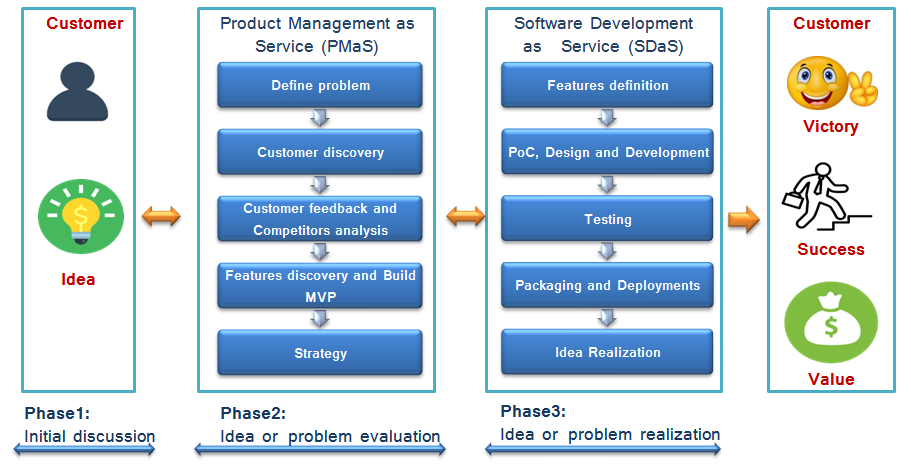 Customer
Idea
Product Management as
Service (PMaS)
Define problem
Customer discovery
Customer feedback and
Competitors analysis
Features discovery and Build
MVP
Strategy
Software Development
as Service (SDaS)
Features definition
PoC, Design and Development
Testing
Packaging and Deployments
Idea Realization
Customer
Victory
Success
Value
Phase1:
Initial discussion
Phase2:
Idea or problem evaluation
Phase3:
Idea or problem realization